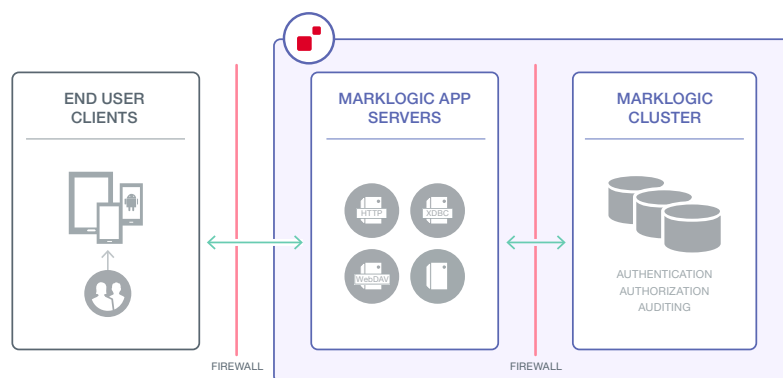 END USER
CLIENTS
MARKLOGIC APP
SERVERS
MARKLOGIC
CLUSTER
HTTP
XDBC
WebDAV
AUTHENTICATION
AUTHORIZATION
AUDITING
FIREWALL
FIREWALL